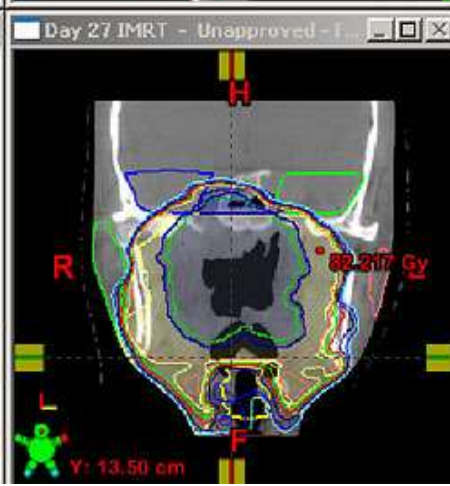 Day 27 IMRT - Unapproved - F...
H
R
82.217 Gy
L
L
F
Y: 13.50 cm